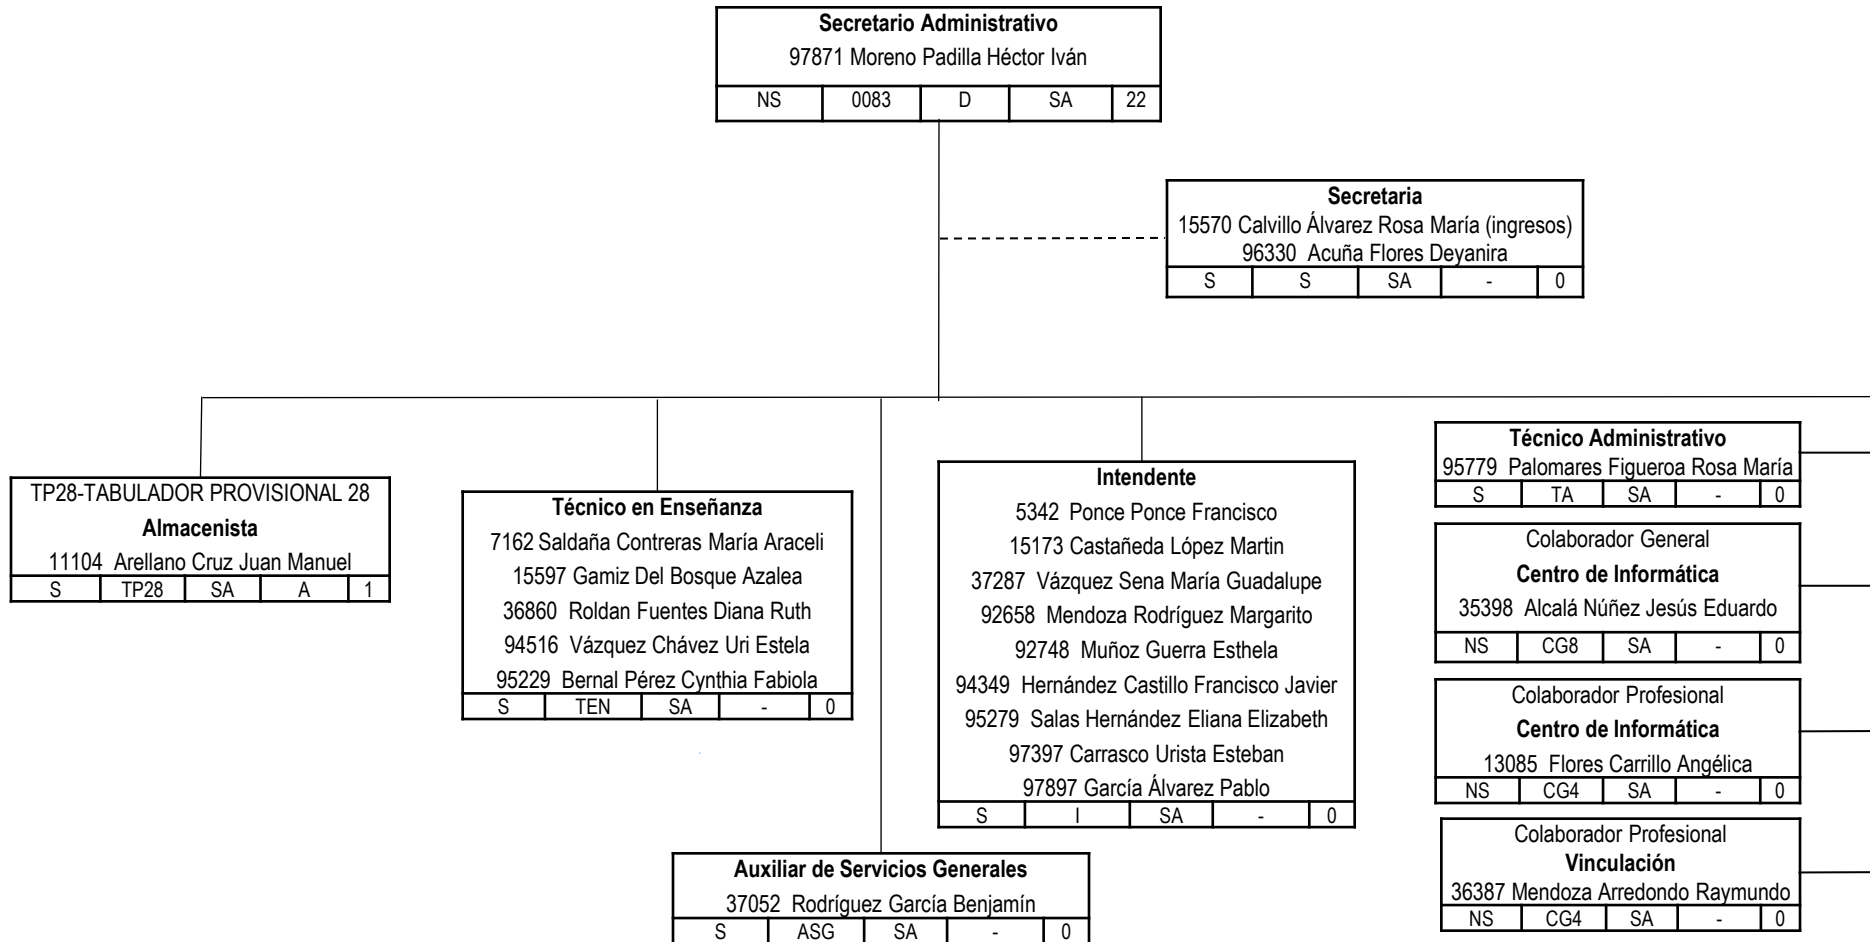 Secretario Administrativo
97871 Moreno Padilla Héctor Iván
NS 0083 D SA 22
Secretaria
15570 Calvillo Álvarez Rosa María (ingresos)
96330 Acuña Flores Deyanira
S S SA - 0
TP28-TABULADOR PROVISIONAL 28
Almacenista
11104 Arellano Cruz Juan Manuel
S TP28 SA A 1
Técnico en Enseñanza
7162 Saldaña Contreras María Araceli
15597 Gamiz Del Bosque Azalea
36860 Roldan Fuentes Diana Ruth
94516 Vázquez Chávez Uri Estela
95229 Bernal Pérez Cynthia Fabiola
S TEN SA - 0
Auxiliar de Servicios Generales
37052 Rodríguez García Benjamín
S ASG SA - 0
Intendente
5342 Ponce Ponce Francisco
15173 Castañeda López Martin
37287 Vázquez Sena María Guadalupe
92658 Mendoza Rodríguez Margarito
92748 Muñoz Guerra Esthela
94349 Hernández Castillo Francisco Javier
95279 Salas Hernández Eliana Elizabeth
97397 Carrasco Urista Esteban
97897 García Álvarez Pablo
S I SA - 0
Técnico Administrativo
95779 Palomares Figueroa Rosa María
S TA SA - 0
Colaborador General
Centro de Informática
35398 Alcalá Núñez Jesús Eduardo
NS CG8 SA - 0
Colaborador Profesional
Centro de Informática
13085 Flores Carrillo Angélica
NS CG4 SA - 0
Colaborador Profesional
Vinculación
36387 Mendoza Arredondo Raymundo
NS CG4 SA - 0